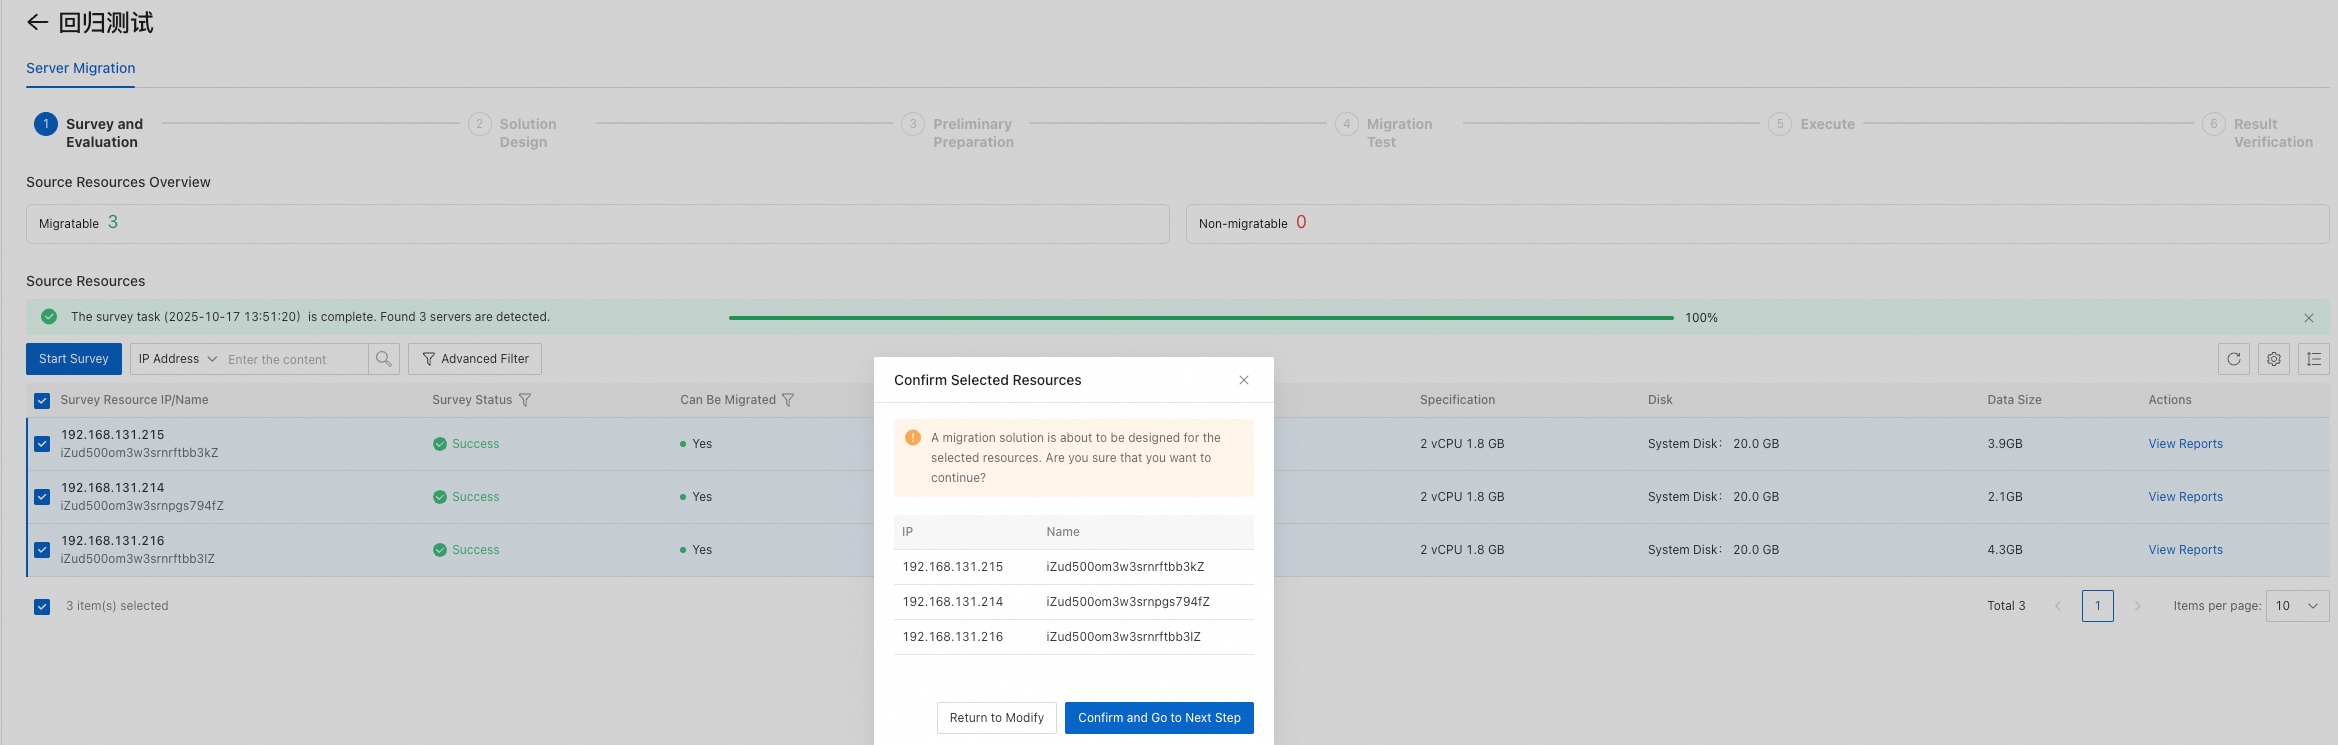 回归测试
Server Migration
1 Survey and Evaluation
2 Solution Design
3 Preliminary Preparation
4 Migration Test
5 Execute
6 Result Verification
Source Resources Overview
Migratable 3
Non-migratable 0
Source Resources
The survey task (2025-10-17 13:51:20) is complete. Found 3 servers are detected.
100%
Start Survey
IP Address
Enter the content
Advanced Filter
Survey Resource IP/Name
Survey Status
Can Be Migrated
Specification
Disk
Data Size
Actions
192.168.131.215
iZud500om3w3srnrftbb3kZ
Success
Yes
2 vCPU 1.8 GB
System Disk: 20.0 GB
3.9GB
View Reports
192.168.131.214
iZud500om3w3srnpgs794fZ
Success
Yes
2 vCPU 1.8 GB
System Disk: 20.0 GB
2.1GB
View Reports
192.168.131.216
iZud500om3w3srnrftbb3lZ
Success
Yes
2 vCPU 1.8 GB
System Disk: 20.0 GB
4.3GB
View Reports
3 item(s) selected
Total 3
1
Items per page: 10
Confirm Selected Resources
A migration solution is about to be designed for the
selected resources. Are you sure that you want to
continue?
IP Name
192.168.131.215 iZud500om3w3srnrftbb3kZ
192.168.131.214 iZud500om3w3srnpgs794fZ
192.168.131.216 iZud500om3w3srnrftbb3lZ
Return to Modify
Confirm and Go to Next Step